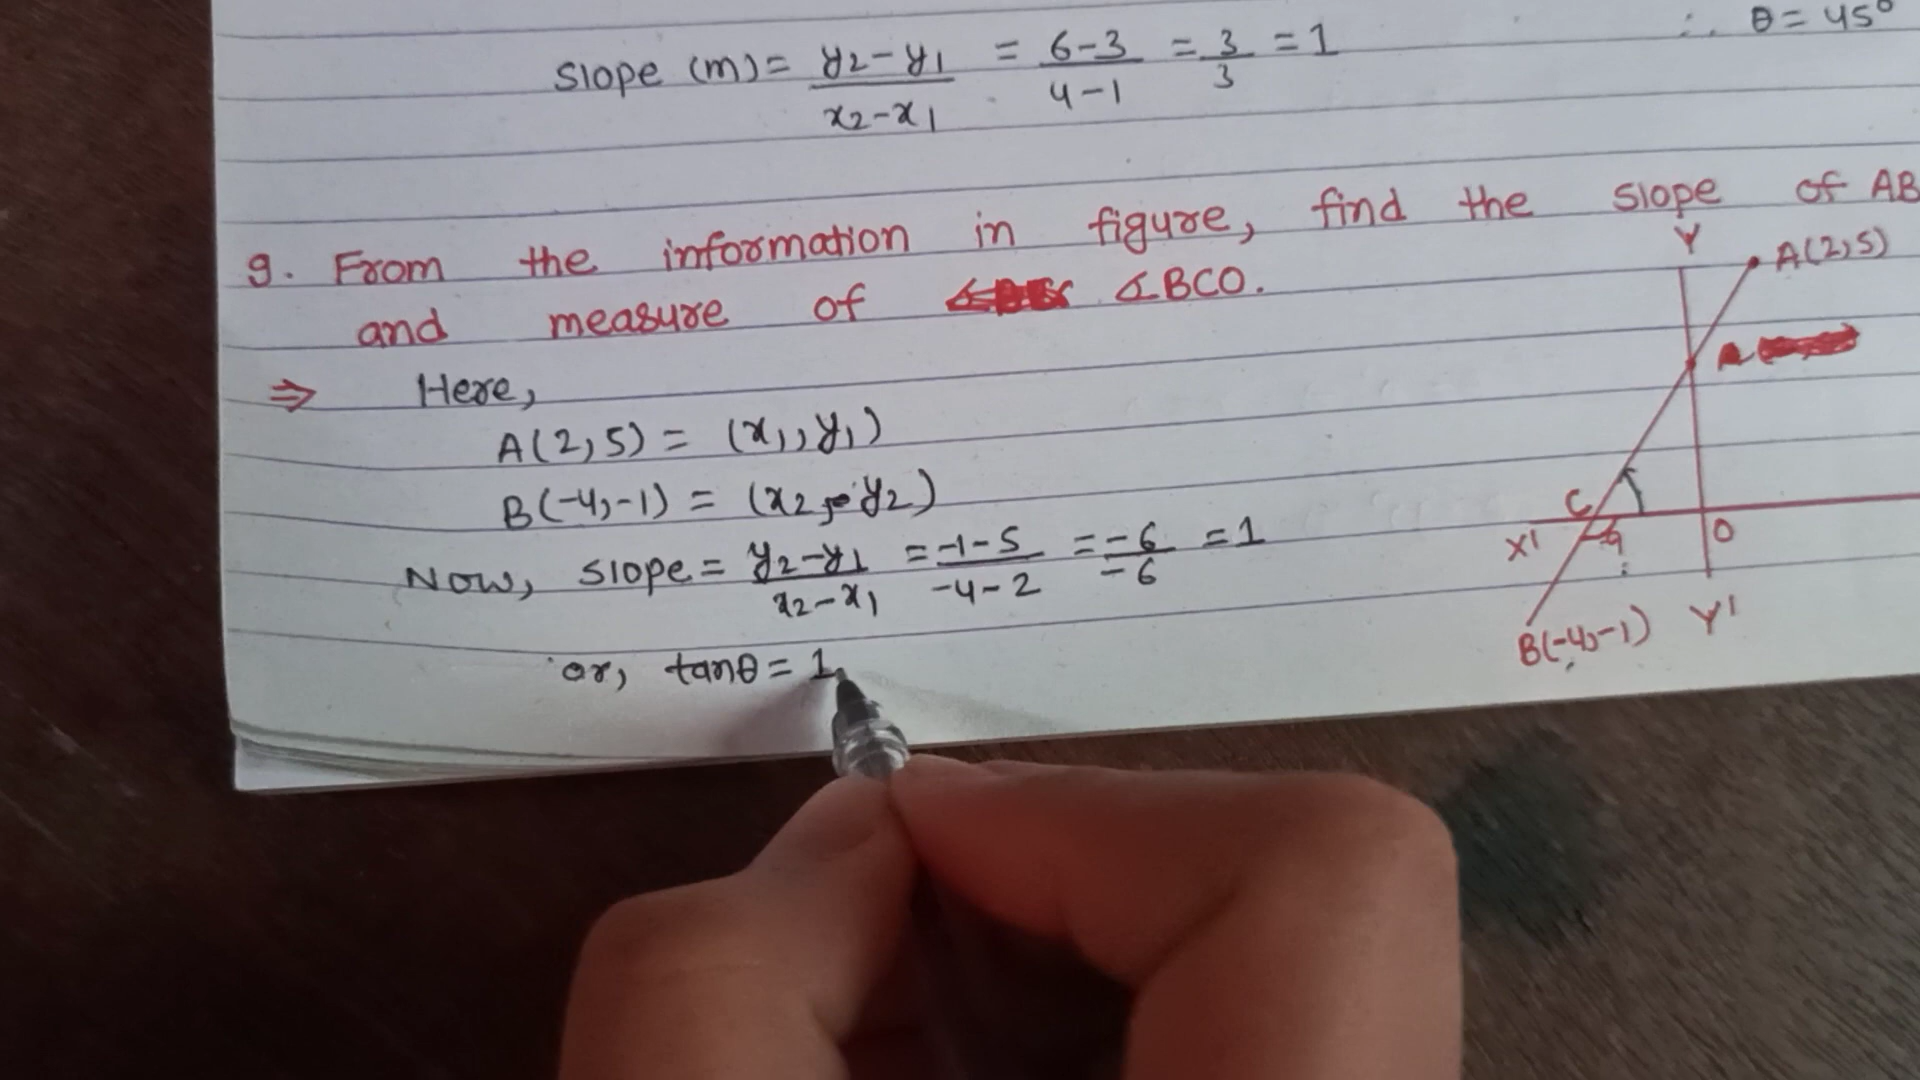 ∴ θ = 45°
Slope (m) = y2-y1 / x2-x1 = 6-3 / 4-1 = 3/3 = 1
9. From the information in figure, find the slope of AB
and measure of ∡BCO.
⇒ Here,
A(2,5) = (x1, y1)
B(-4,-1) = (x2, y2)
Now, slope = y2-y1 / x2-x1 = -1-5 / -4-2 = -6/-6 = 1
or, tanθ = 1
Y
A(2,5)
A
C
X'
O
B(-4,-1)
Y'